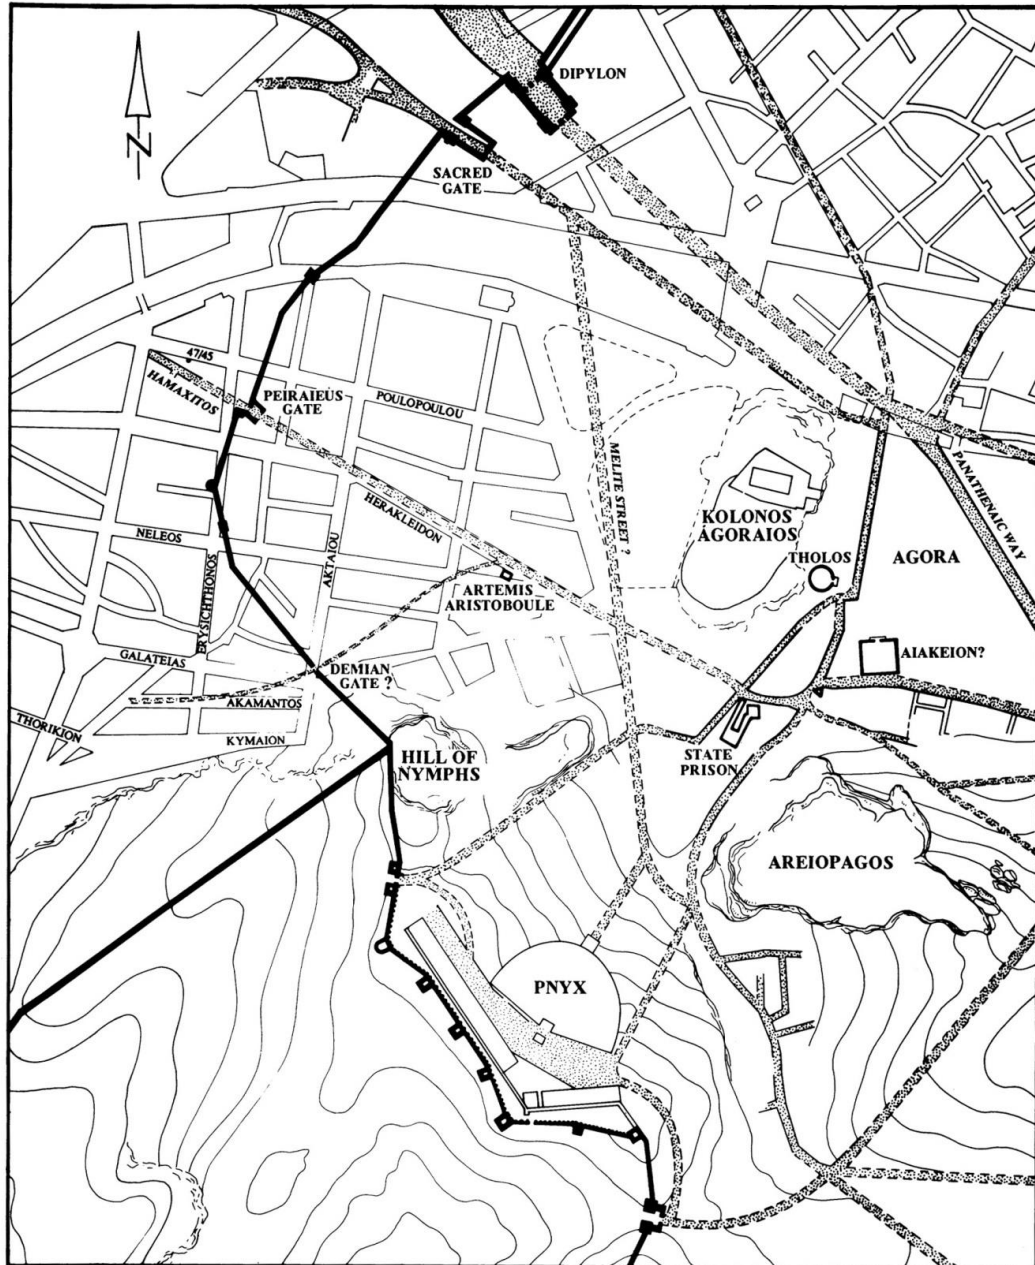 DIPYLON
N
SACRED
GATE
47/45
HAMAXITOS
PEIRAIEUS
GATE
POULOPOULOU
MELITE STREET ?
PANATHENAIC WAY
HERAKLEIDON
KOLONOS
AGORAIOS
NELEOS
THOLOS
AGORA
ERYSICHTHONOS
AKTAIOU
ARTEMIS
ARISTOBOULE
GALATEIAS
DEMIAN
GATE ?
AIAKEION?
AKAMANTOS
THORIKION
KYMAION
HILL OF
NYMPHS
STATE
PRISON
AREIOPAGOS
PNYX